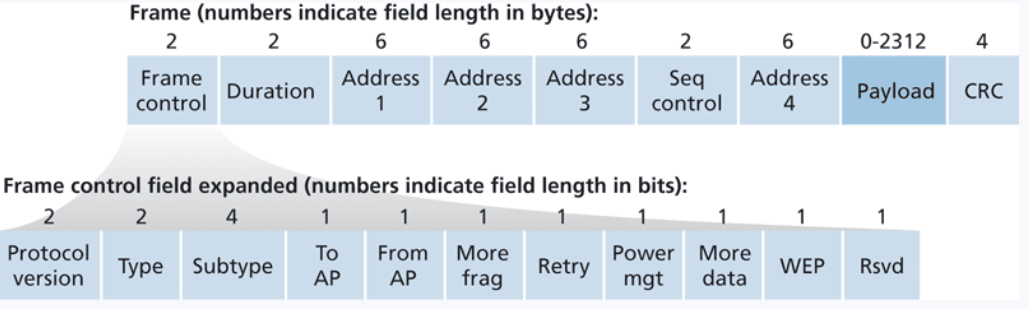 Frame (numbers indicate field length in bytes):
2 2 6 6 6 2 6 0-2312 4
Frame control Duration Address 1 Address 2 Address 3 Seq control Address 4 Payload CRC
Frame control field expanded (numbers indicate field length in bits):
2 2 4 1 1 1 1 1 1 1 1
Protocol version Type Subtype To AP From AP More frag Retry Power mgt More data WEP Rsvd